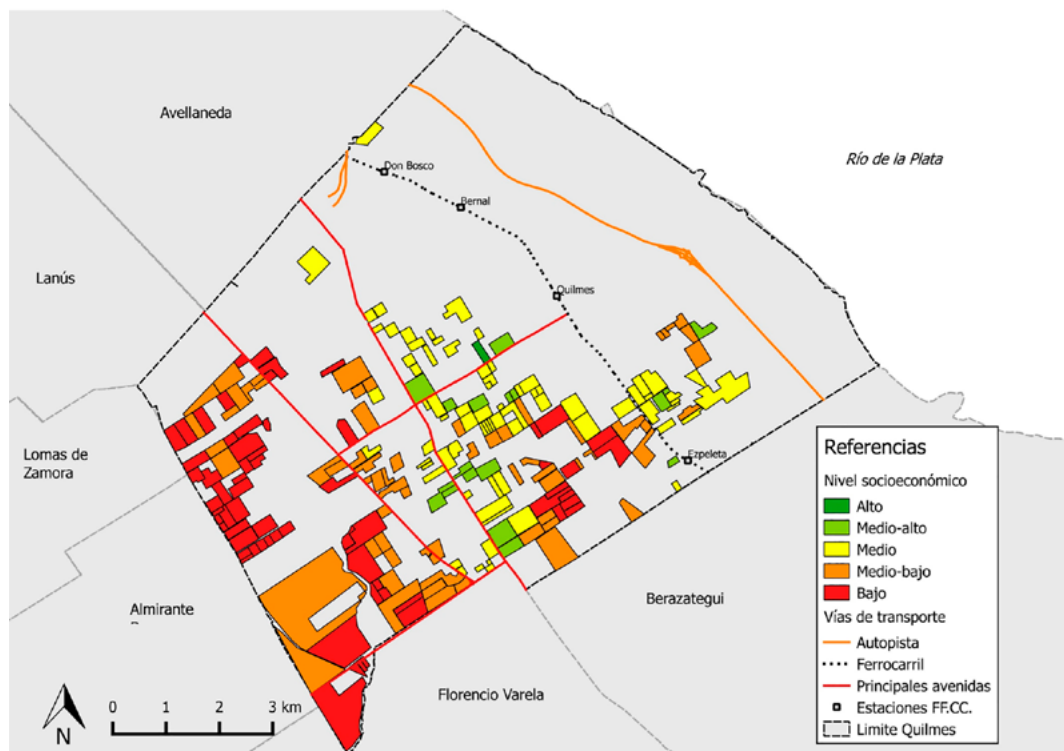 Avellaneda
Río de la Plata
Don Bosco
Bernal
Lanús
Quilmes
Lomas de
Zamora
Ezpeleta
Almirante
Berazategui
Florencio Varela
N
0 1 2 3 km
Referencias
Nivel socioeconómico
Alto
Medio-alto
Medio
Medio-bajo
Bajo
Vías de transporte
Autopista
Ferrocarril
Principales avenidas
Estaciones FF.CC.
Limite Quilmes